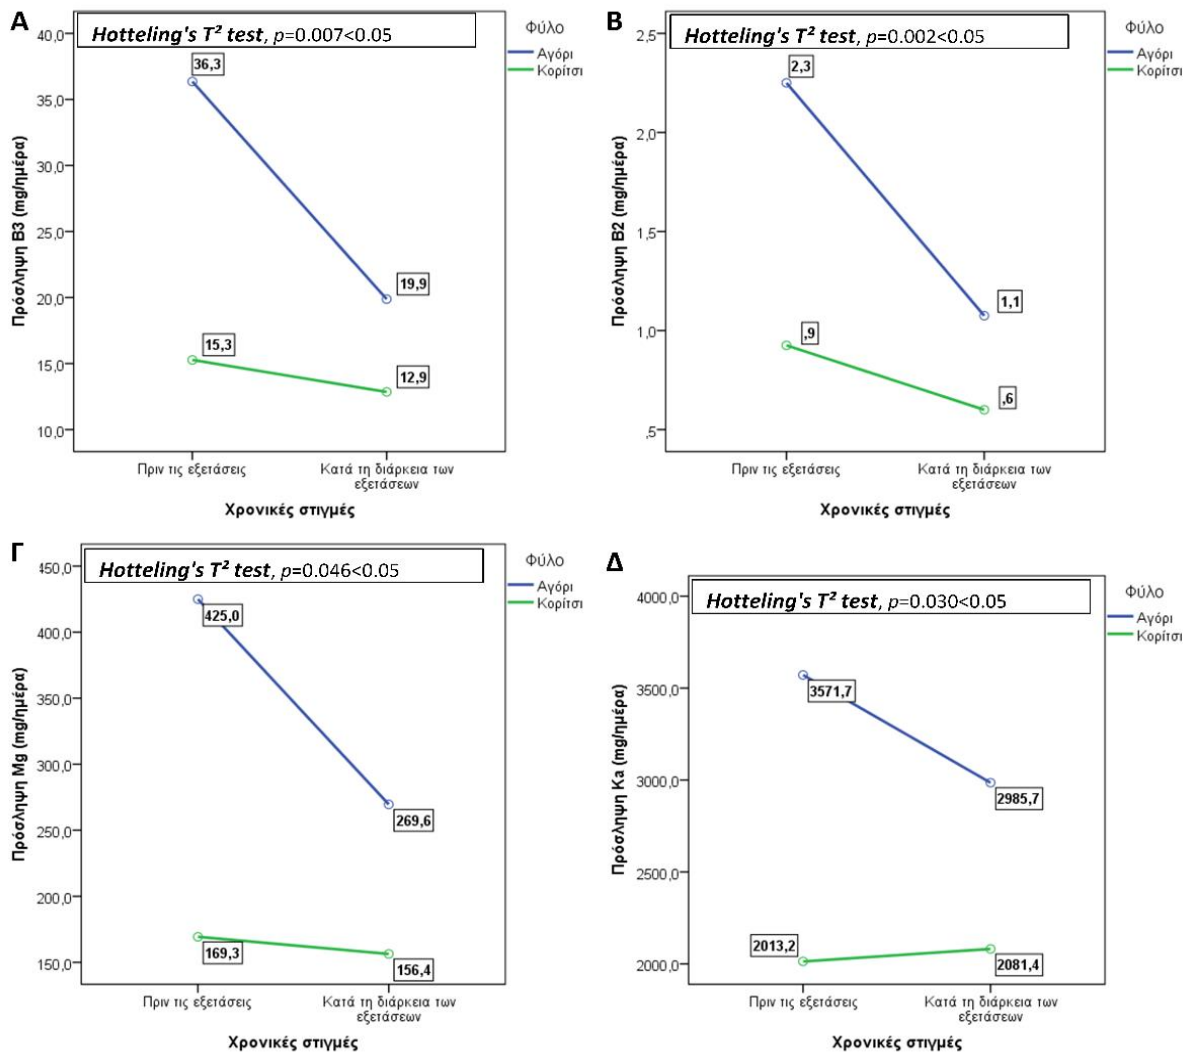 Α
Hotteling's T² test, p=0.007<0.05
Φύλο
Αγόρι
Κορίτσι
40,0
35,0
30,0
25,0
20,0
15,0
10,0
Πρόσληψη Β3 (mg/ημέρα)
36,3
19,9
15,3
12,9
Πριν τις εξετάσεις
Κατά τη διάρκεια των
εξετάσεων
Χρονικές στιγμές
Β
Hotteling's T² test, p=0.002<0.05
Φύλο
Αγόρι
Κορίτσι
2,5
2,0
1,5
1,0
,5
Πρόσληψη Β2 (mg/ημέρα)
2,3
1,1
,9
,6
Πριν τις εξετάσεις
Κατά τη διάρκεια των
εξετάσεων
Χρονικές στιγμές
Γ
Hotteling's T² test, p=0.046<0.05
Φύλο
Αγόρι
Κορίτσι
450,0
400,0
350,0
300,0
250,0
200,0
150,0
Πρόσληψη Mg (mg/ημέρα)
425,0
269,6
169,3
156,4
Πριν τις εξετάσεις
Κατά τη διάρκεια των
εξετάσεων
Χρονικές στιγμές
Δ
Hotteling's T² test, p=0.030<0.05
Φύλο
Αγόρι
Κορίτσι
4000,0
3500,0
3000,0
2500,0
2000,0
Πρόσληψη Κα (mg/ημέρα)
3571,7
2985,7
2013,2
2081,4
Πριν τις εξετάσεις
Κατά τη διάρκεια των
εξετάσεων
Χρονικές στιγμές